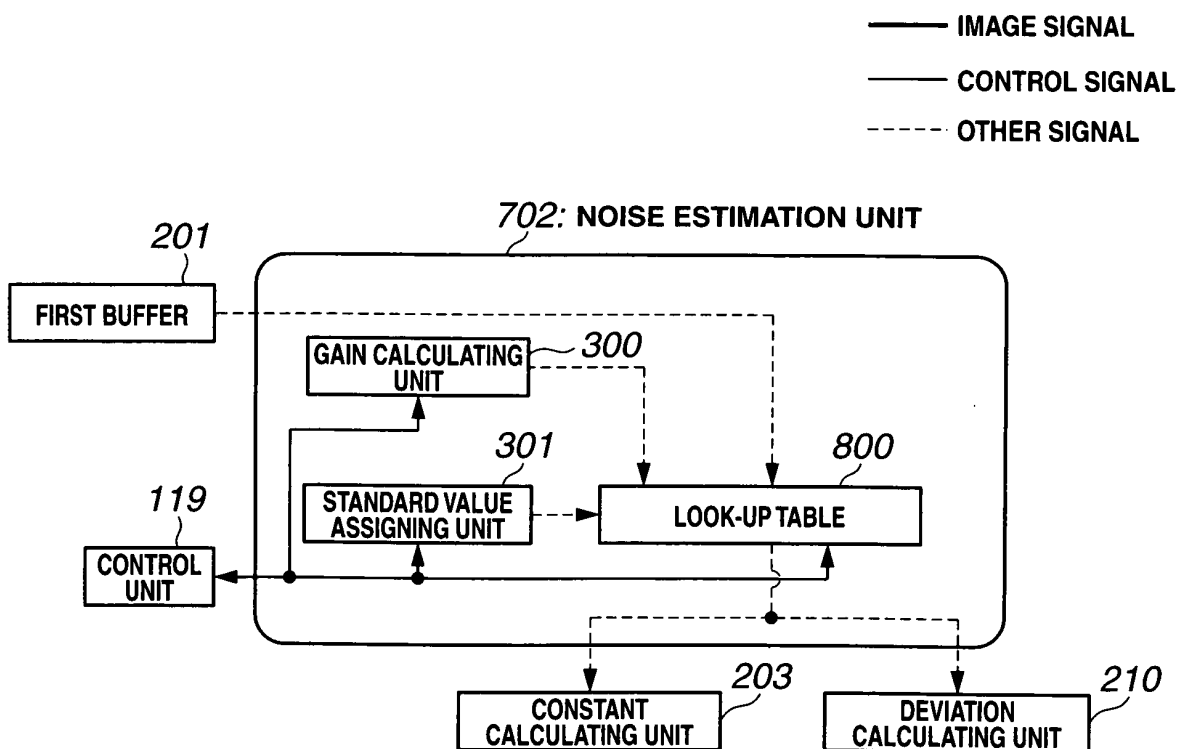 IMAGE SIGNAL
CONTROL SIGNAL
OTHER SIGNAL
702: NOISE ESTIMATION UNIT
201
FIRST BUFFER
GAIN CALCULATING
UNIT
300
301
800
STANDARD VALUE
ASSIGNING UNIT
LOOK-UP TABLE
119
CONTROL
UNIT
203
210
CONSTANT
CALCULATING UNIT
DEVIATION
CALCULATING UNIT